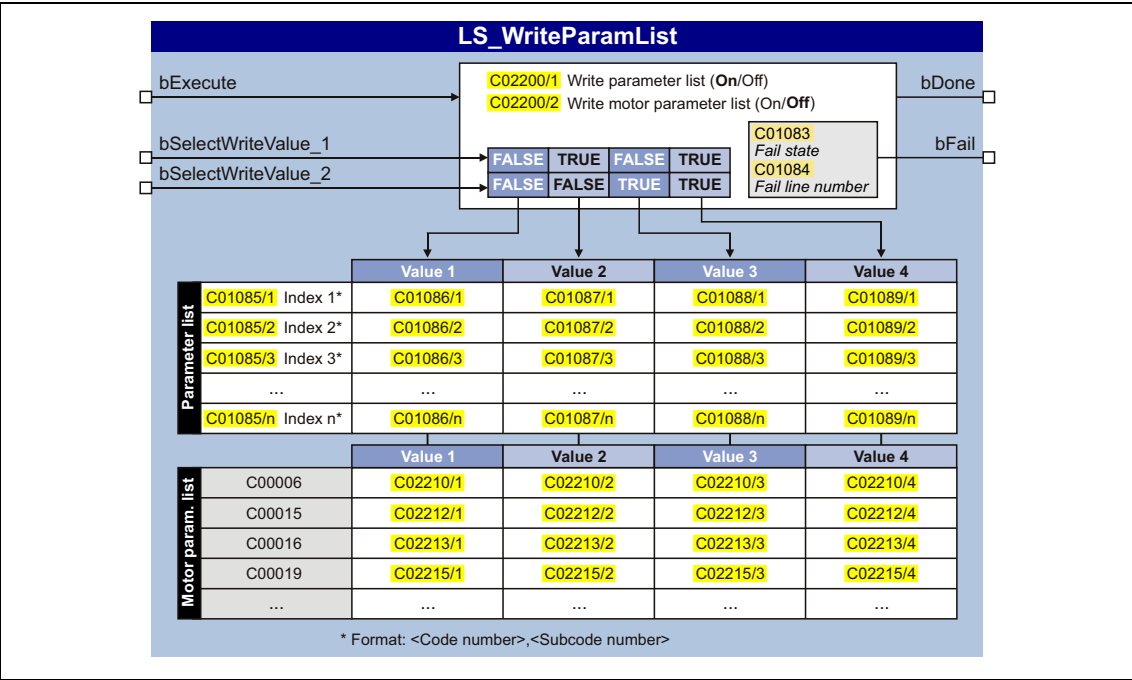 LS_WriteParamList
bExecute
C02200/1 Write parameter list (On/Off)
C02200/2 Write motor parameter list (On/Off)
bDone
bSelectWriteValue_1
bSelectWriteValue_2
FALSE TRUE FALSE TRUE
FALSE FALSE TRUE TRUE
C01083
Fail state
C01084
Fail line number
bFail
Value 1 Value 2 Value 3 Value 4
Parameter list
C01085/1 Index 1* C01086/1 C01087/1 C01088/1 C01089/1
C01085/2 Index 2* C01086/2 C01087/2 C01088/2 C01089/2
C01085/3 Index 3* C01086/3 C01087/3 C01088/3 C01089/3
... ... ... ... ...
C01085/n Index n* C01086/n C01087/n C01088/n C01089/n
Value 1 Value 2 Value 3 Value 4
Motor param. list
C00006 C02210/1 C02210/2 C02210/3 C02210/4
C00015 C02212/1 C02212/2 C02212/3 C02212/4
C00016 C02213/1 C02213/2 C02213/3 C02213/4
C00019 C02215/1 C02215/2 C02215/3 C02215/4
... ... ... ... ...
* Format: <Code number>,<Subcode number>